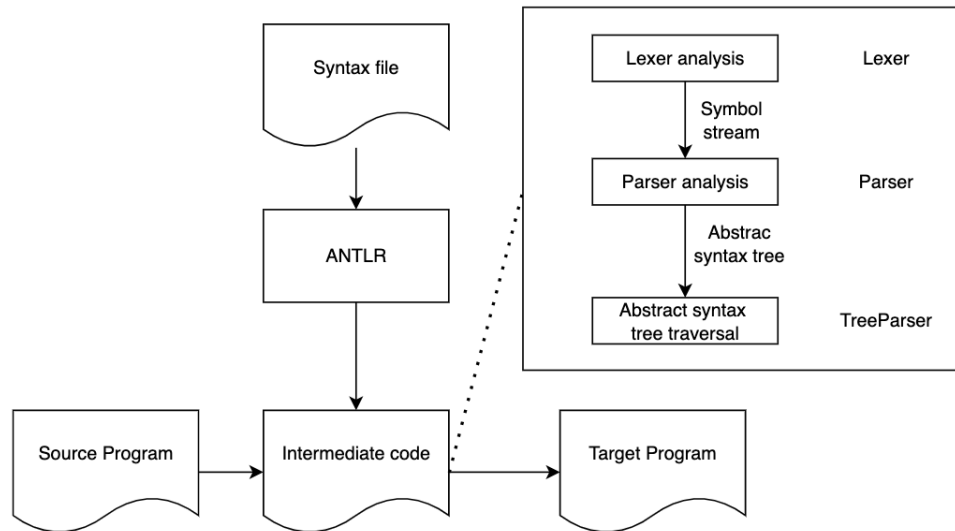 Syntax file
ANTLR
Source Program
Intermediate code
Target Program
Lexer analysis
Lexer
Symbol
stream
Parser analysis
Parser
Abstrac
syntax tree
Abstract syntax
tree traversal
TreeParser